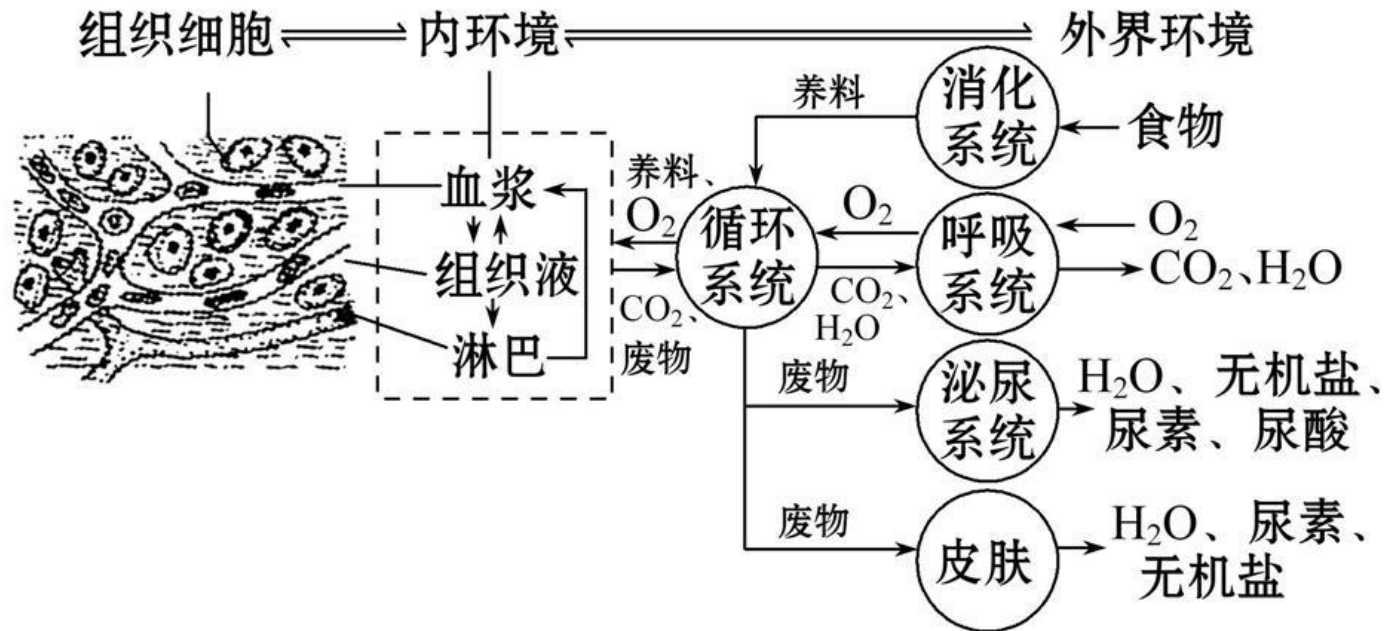 组织细胞 内环境 外界环境
养料
消化
系统
食物
血浆
组织液
淋巴
养料、
O₂
CO₂、
废物
循环
系统
O₂
CO₂、
H₂O
呼吸
系统
O₂
CO₂、H₂O
废物
泌尿
系统
H₂O、无机盐、
尿素、尿酸
废物
皮肤
H₂O、尿素、
无机盐